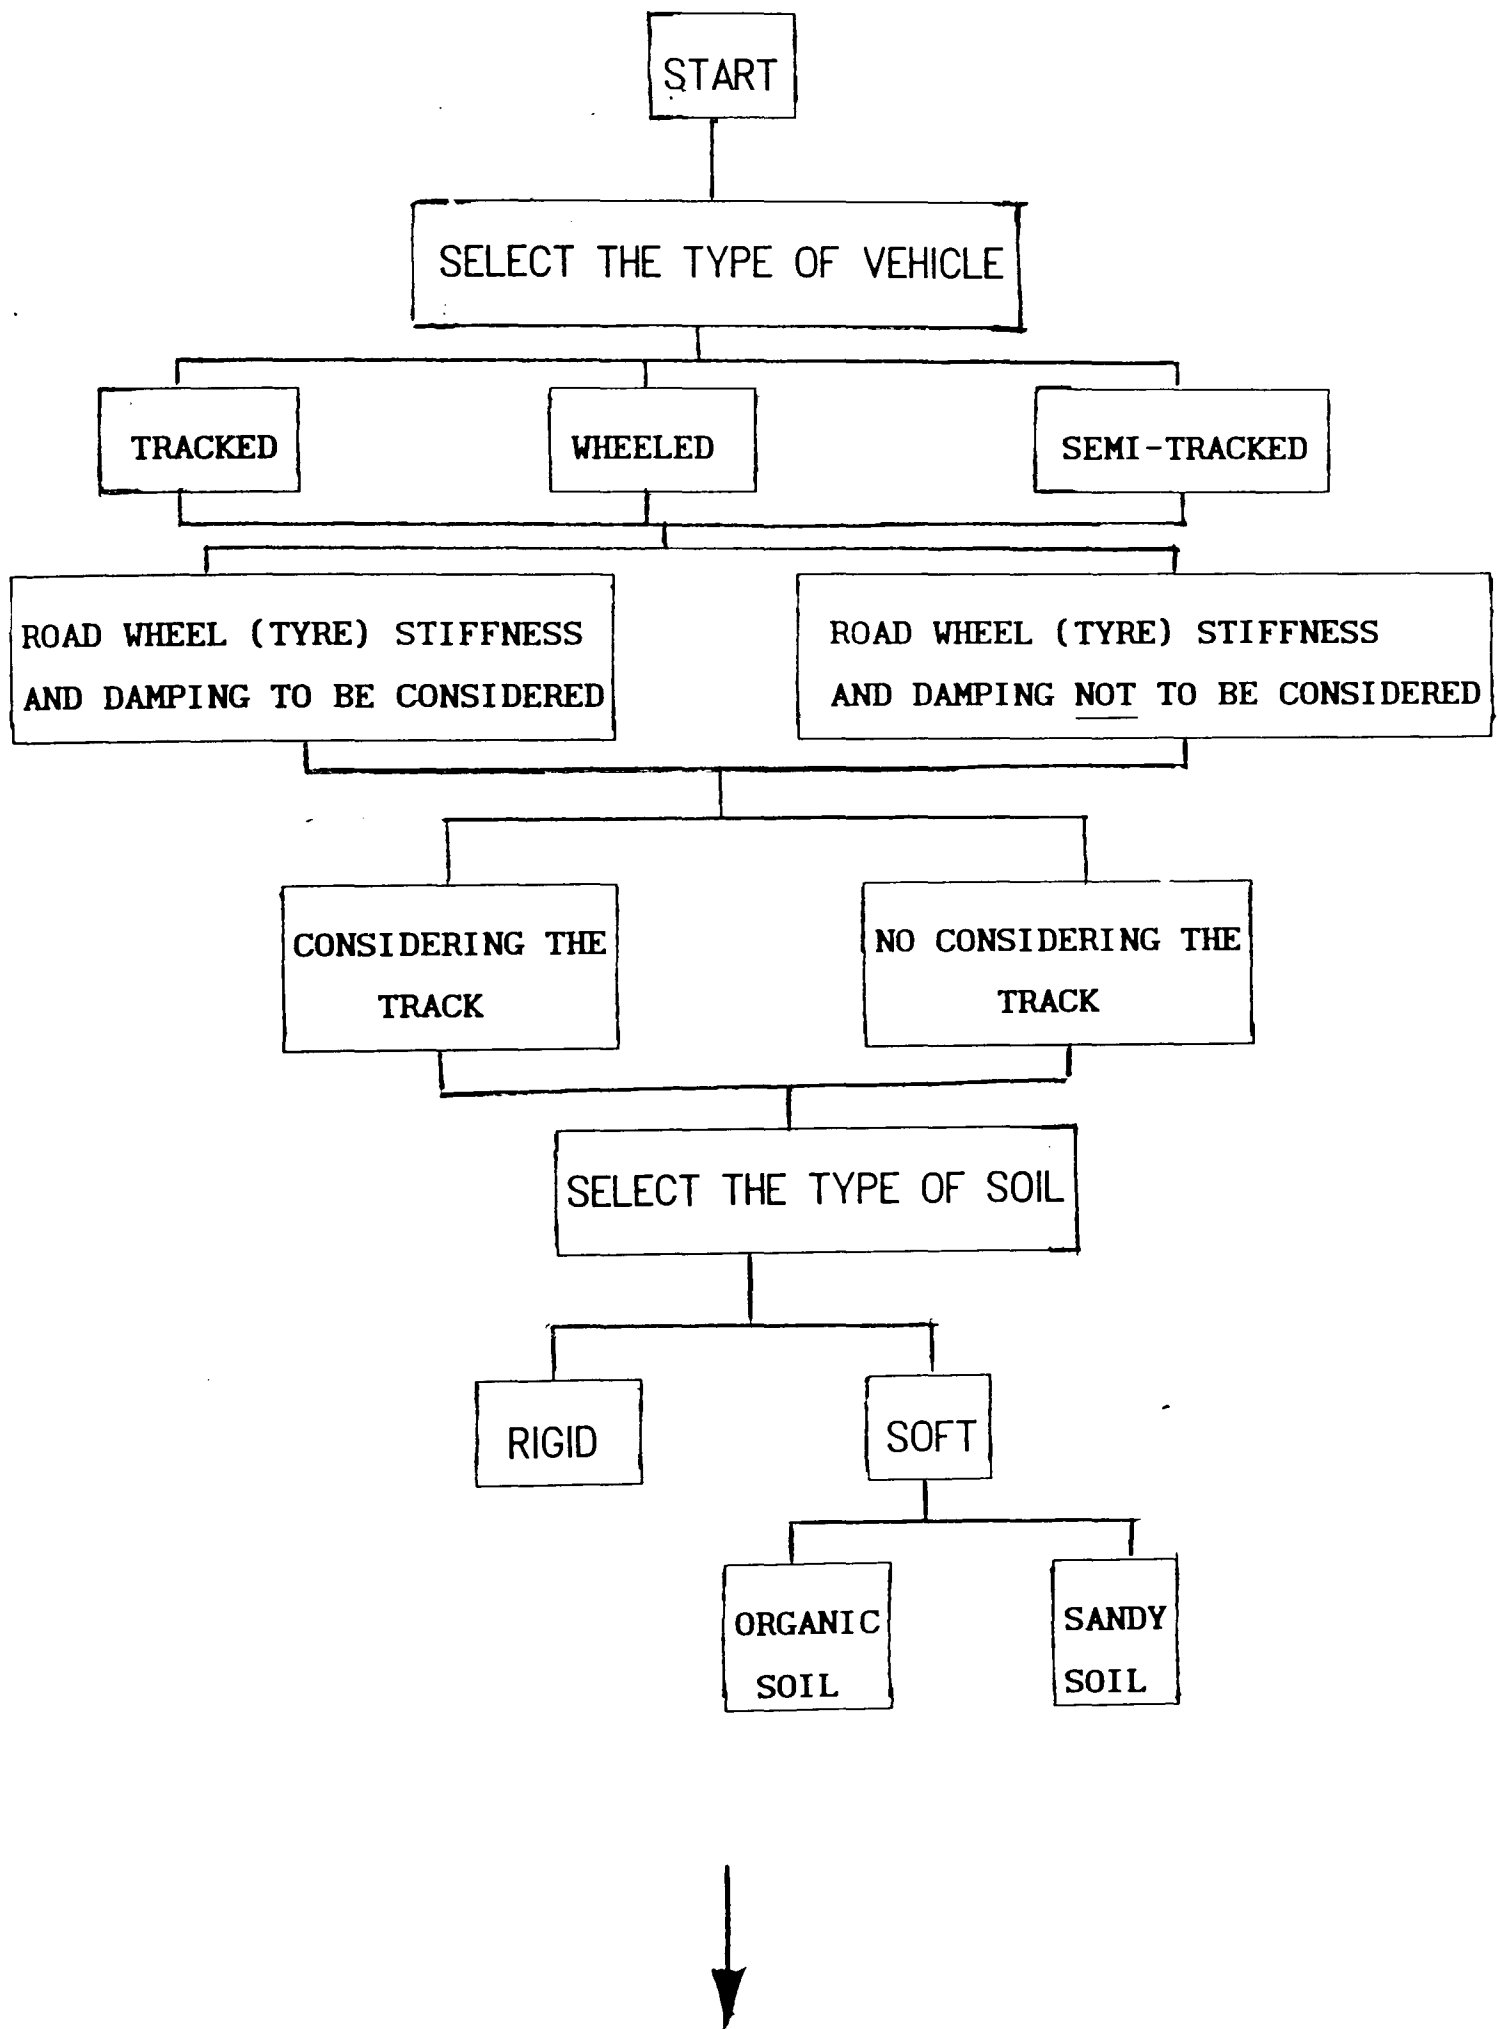 START
SELECT THE TYPE OF VEHICLE
TRACKED
WHEELED
SEMI-TRACKED
ROAD WHEEL (TYRE) STIFFNESS
AND DAMPING TO BE CONSIDERED
ROAD WHEEL (TYRE) STIFFNESS
AND DAMPING NOT TO BE CONSIDERED
CONSIDERING THE
TRACK
NO CONSIDERING THE
TRACK
SELECT THE TYPE OF SOIL
RIGID
SOFT
ORGANIC
SOIL
SANDY
SOIL